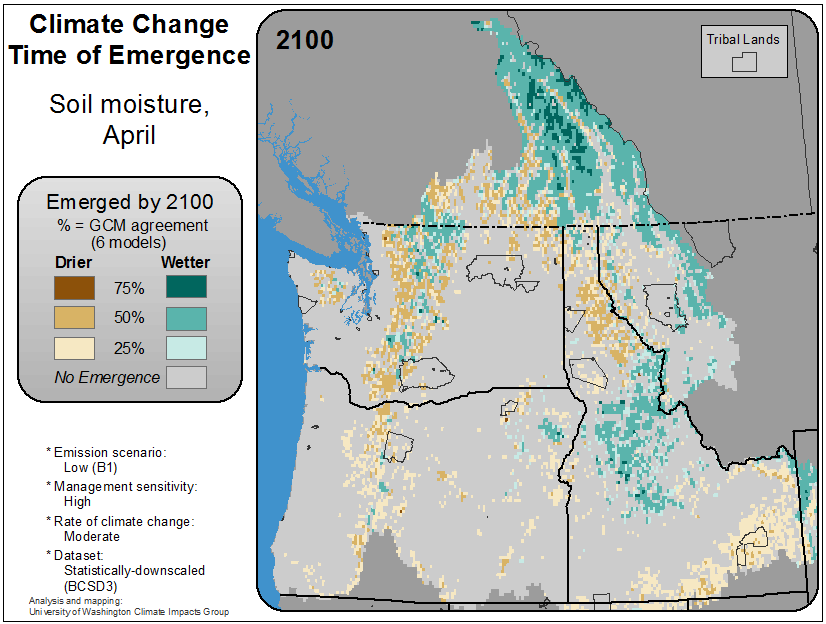 Climate Change
Time of Emergence
Soil moisture,
April
Emerged by 2100
% = GCM agreement
(6 models)
Drier Wetter
75%
50%
25%
No Emergence
* Emission scenario:
Low (B1)
* Management sensitivity:
High
* Rate of climate change:
Moderate
* Dataset:
Statistically-downscaled
(BCSD3)
Analysis and mapping:
University of Washington Climate Impacts Group
2100
Tribal Lands